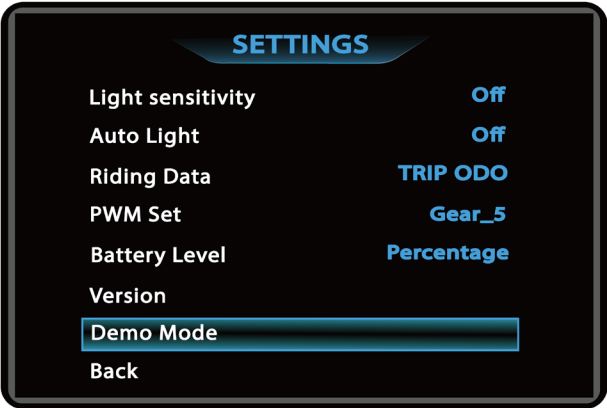 SETTINGS
Light sensitivity Off
Auto Light Off
Riding Data TRIP ODO
PWM Set Gear_5
Battery Level Percentage
Version
Demo Mode
Back